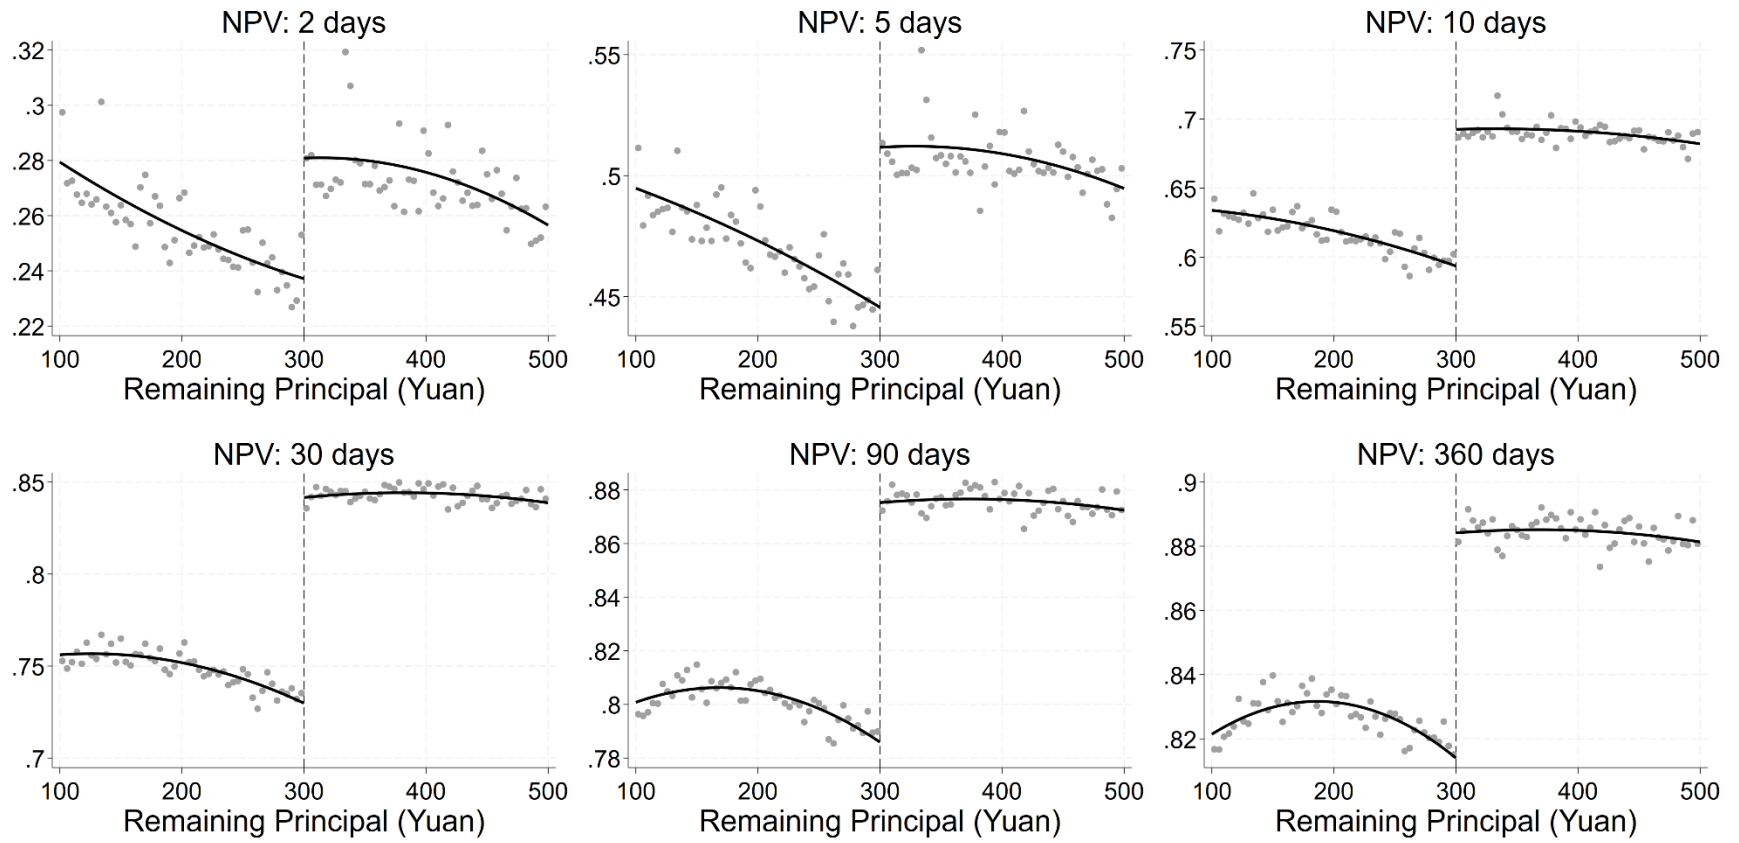 NPV: 2 days
.32
.3
.28
.26
.24
.22
100 200 300 400 500
Remaining Principal (Yuan)
NPV: 5 days
.55
.5
.45
100 200 300 400 500
Remaining Principal (Yuan)
NPV: 10 days
.75
.7
.65
.6
.55
100 200 300 400 500
Remaining Principal (Yuan)
NPV: 30 days
.85
.8
.75
.7
100 200 300 400 500
Remaining Principal (Yuan)
NPV: 90 days
.88
.86
.84
.82
.8
.78
100 200 300 400 500
Remaining Principal (Yuan)
NPV: 360 days
.9
.88
.86
.84
.82
100 200 300 400 500
Remaining Principal (Yuan)